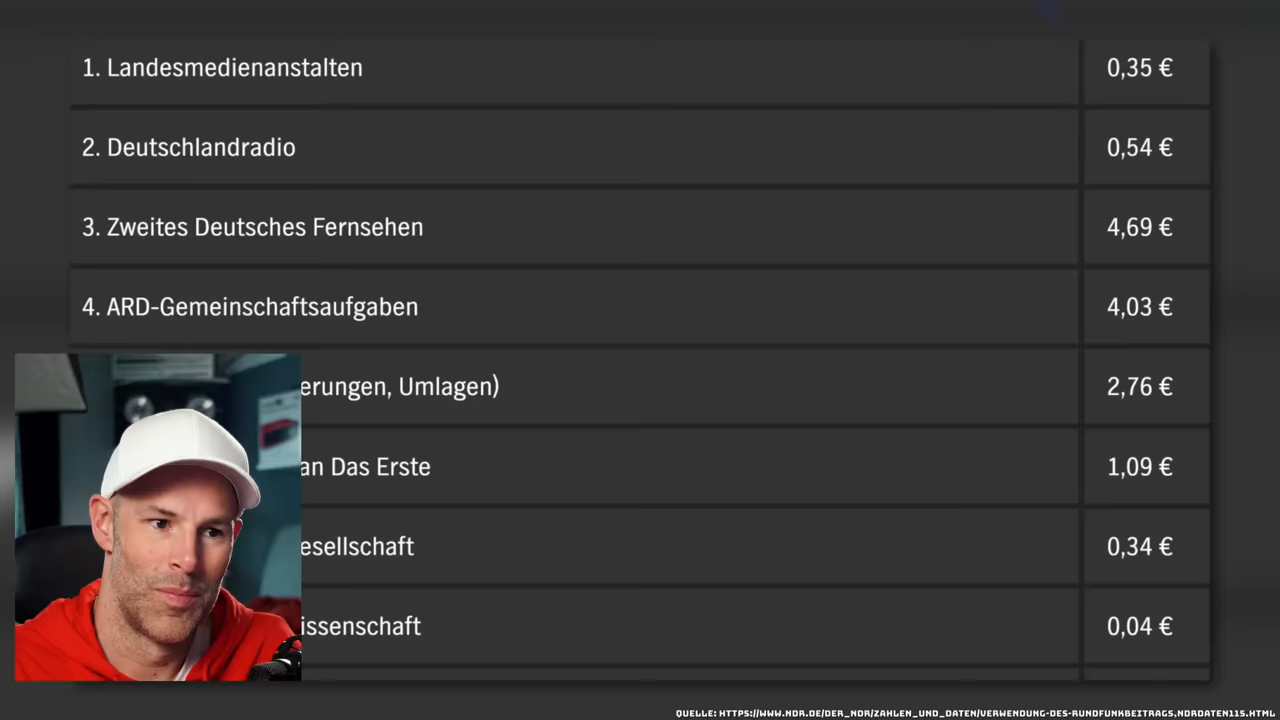 1. Landesmedienanstalten 0,35 €
2. Deutschlandradio 0,54 €
3. Zweites Deutsches Fernsehen 4,69 €
4. ARD-Gemeinschaftsaufgaben 4,03 €
erungen, Umlagen) 2,76 €
an Das Erste 1,09 €
esellschaft 0,34 €
issenschaft 0,04 €
QUELLE: HTTPS://WWW.NDR.DE/DER_NDR/ZAHLEN_UND_DATEN/VERWENDUNG-DES-RUNDFUNKBEITRAGS,NDRDATEN115.HTML